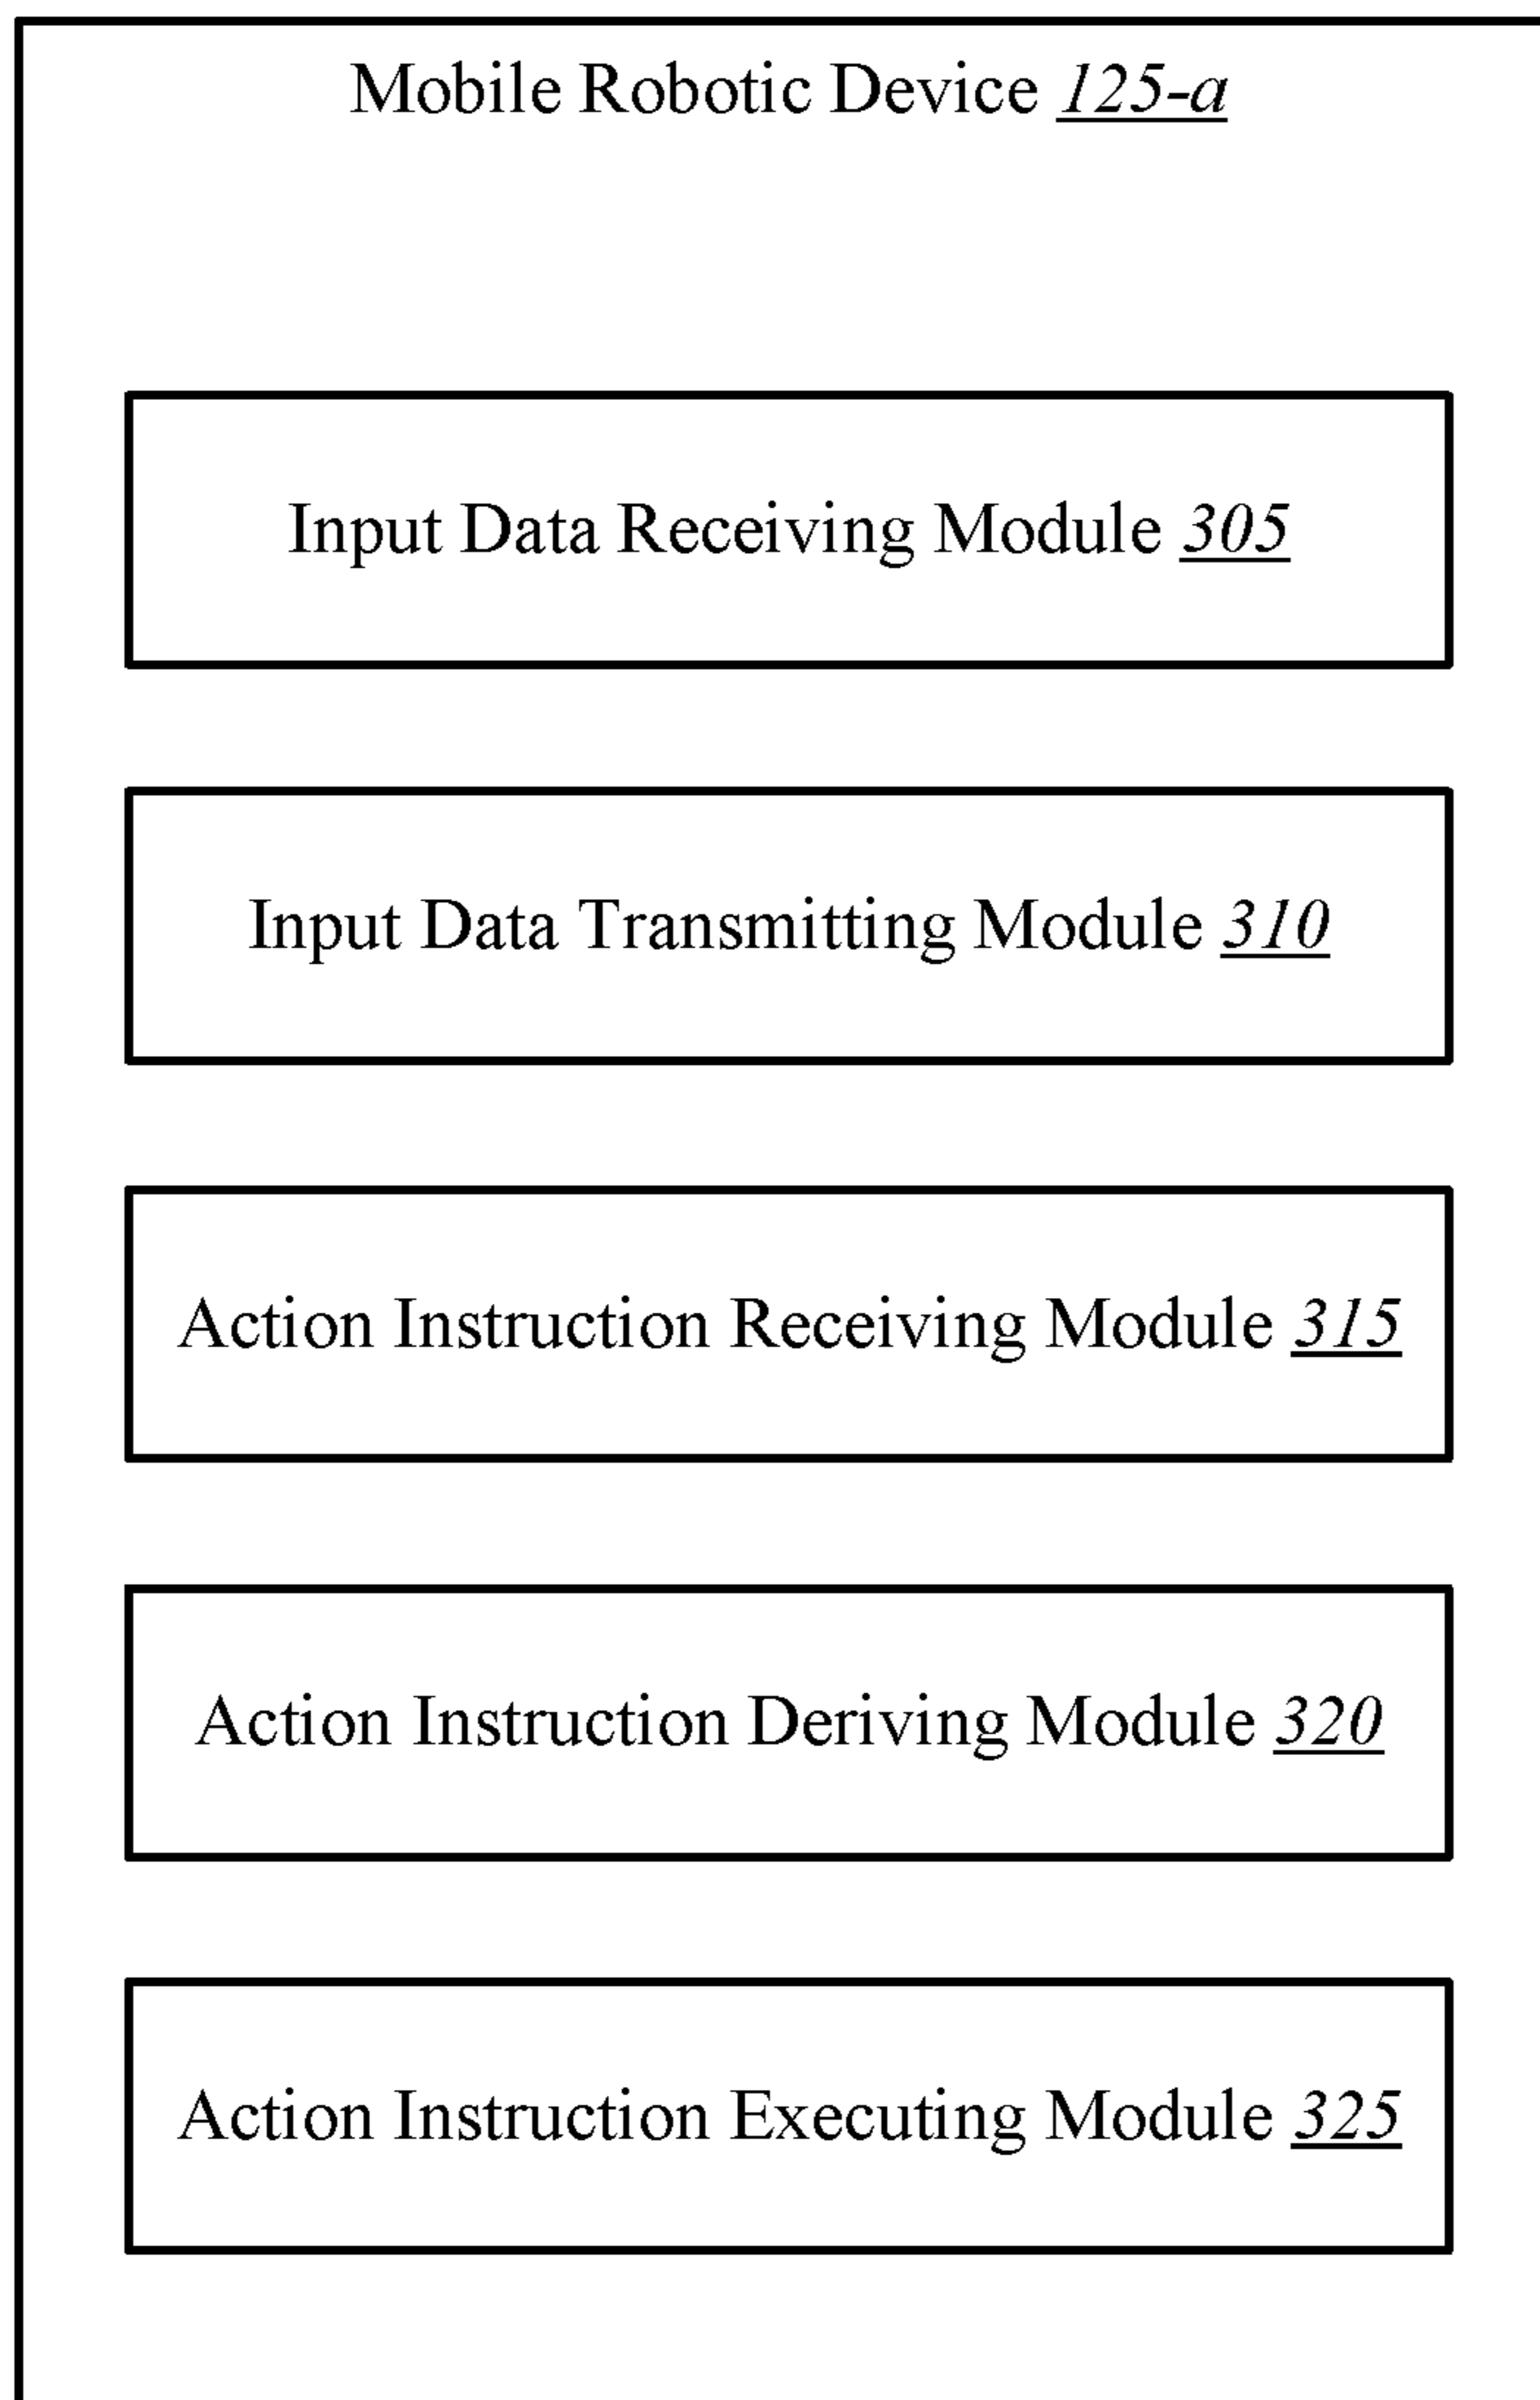 Mobile Robotic Device 125-a
Input Data Receiving Module 305
Input Data Transmitting Module 310
Action Instruction Receiving Module 315
Action Instruction Deriving Module 320
Action Instruction Executing Module 325